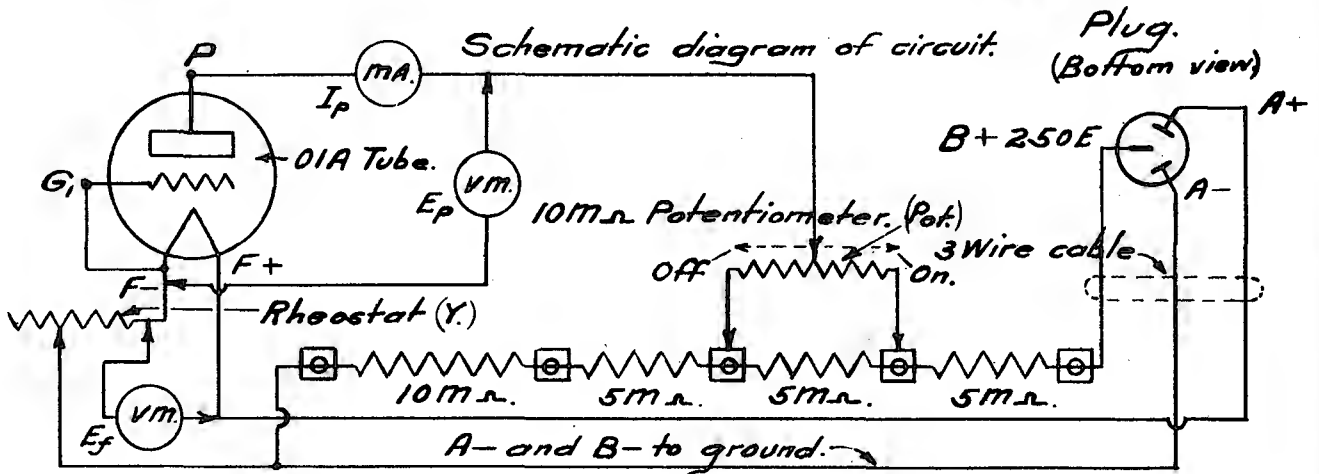 Schematic diagram of circuit.
Plug.
(Bottom view)
P
mA.
Ip
01A Tube.
G1
vm.
Ep
B+ 250E
A+
A-
10mΩ Potentiometer. (Pot.)
3 Wire cable
Off
On.
F-
F+
Rheostat (Y.)
10mΩ.
5mΩ.
5mΩ.
5mΩ.
vm.
Ef
A- and B- to ground.